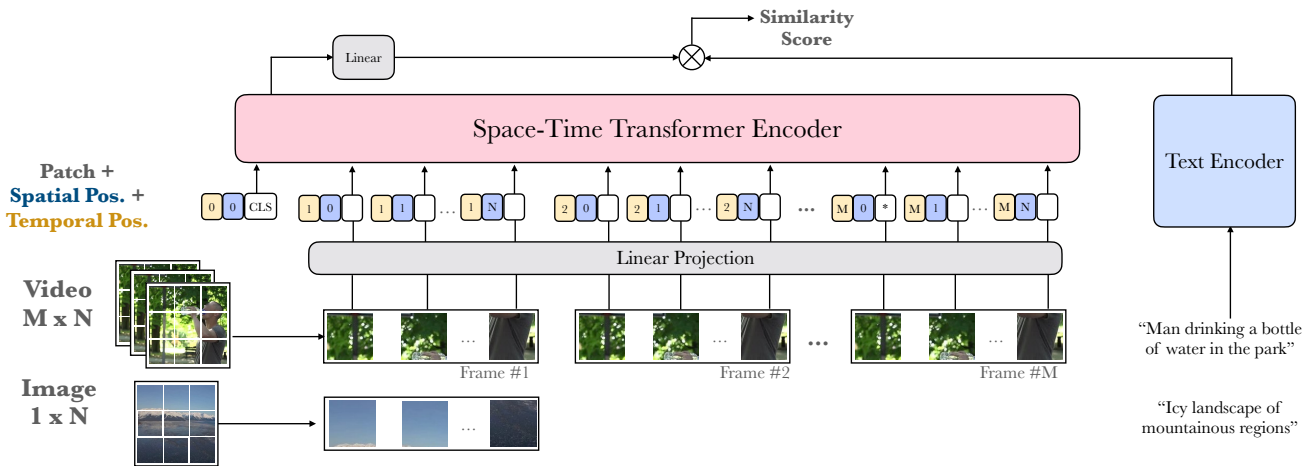 Similarity
Score
Linear
Space-Time Transformer Encoder
Text Encoder
Patch +
Spatial Pos. +
Temporal Pos.
0 0 CLS 1 0 1 1 ... 1 N 2 0 2 1 ... 2 N ... M 0 * M 1 ... M N
Linear Projection
Video
M x N
... ... ... ...
Frame #1 Frame #2 Frame #M
“Man drinking a bottle
of water in the park”
Image
1 x N
...
“Icy landscape of
mountainous regions”